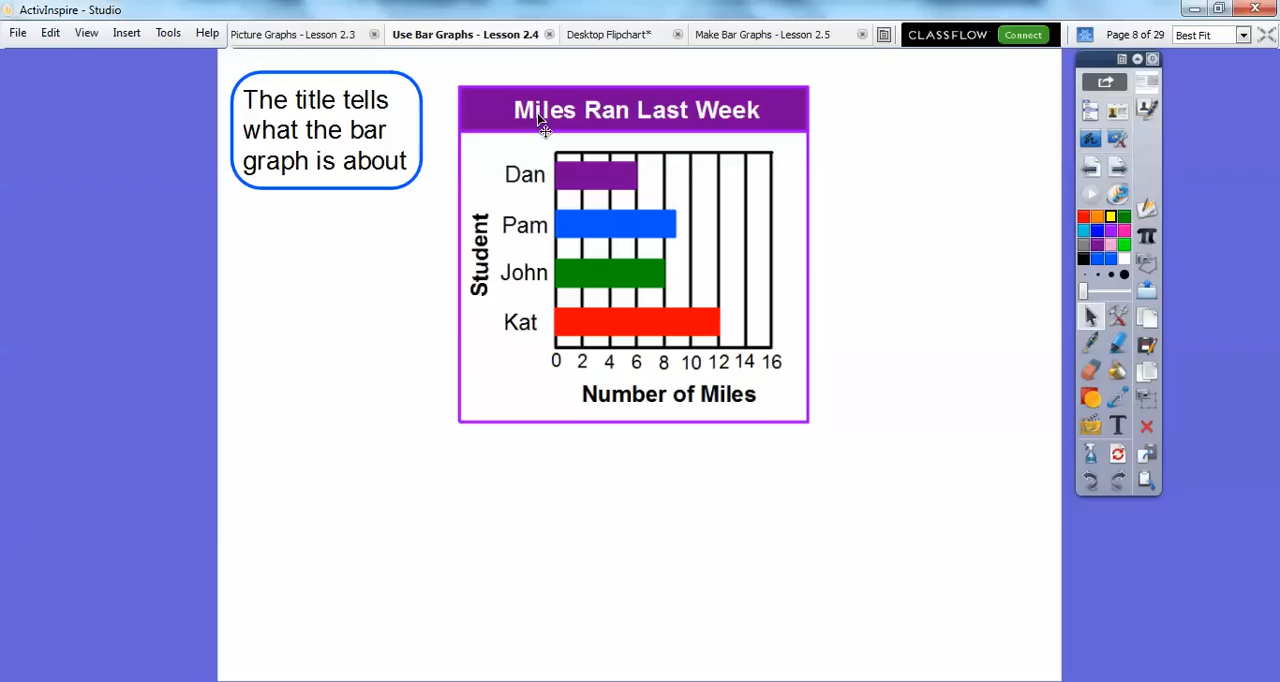 ActivInspire - Studio
File Edit View Insert Tools Help
Picture Graphs - Lesson 2.3
Use Bar Graphs - Lesson 2.4
Desktop Flipchart*
Make Bar Graphs - Lesson 2.5
CLASSFLOW Connect
Page 8 of 29
Best Fit
The title tells
what the bar
graph is about
Miles Ran Last Week
Student
Dan
Pam
John
Kat
0 2 4 6 8 10 12 14 16
Number of Miles